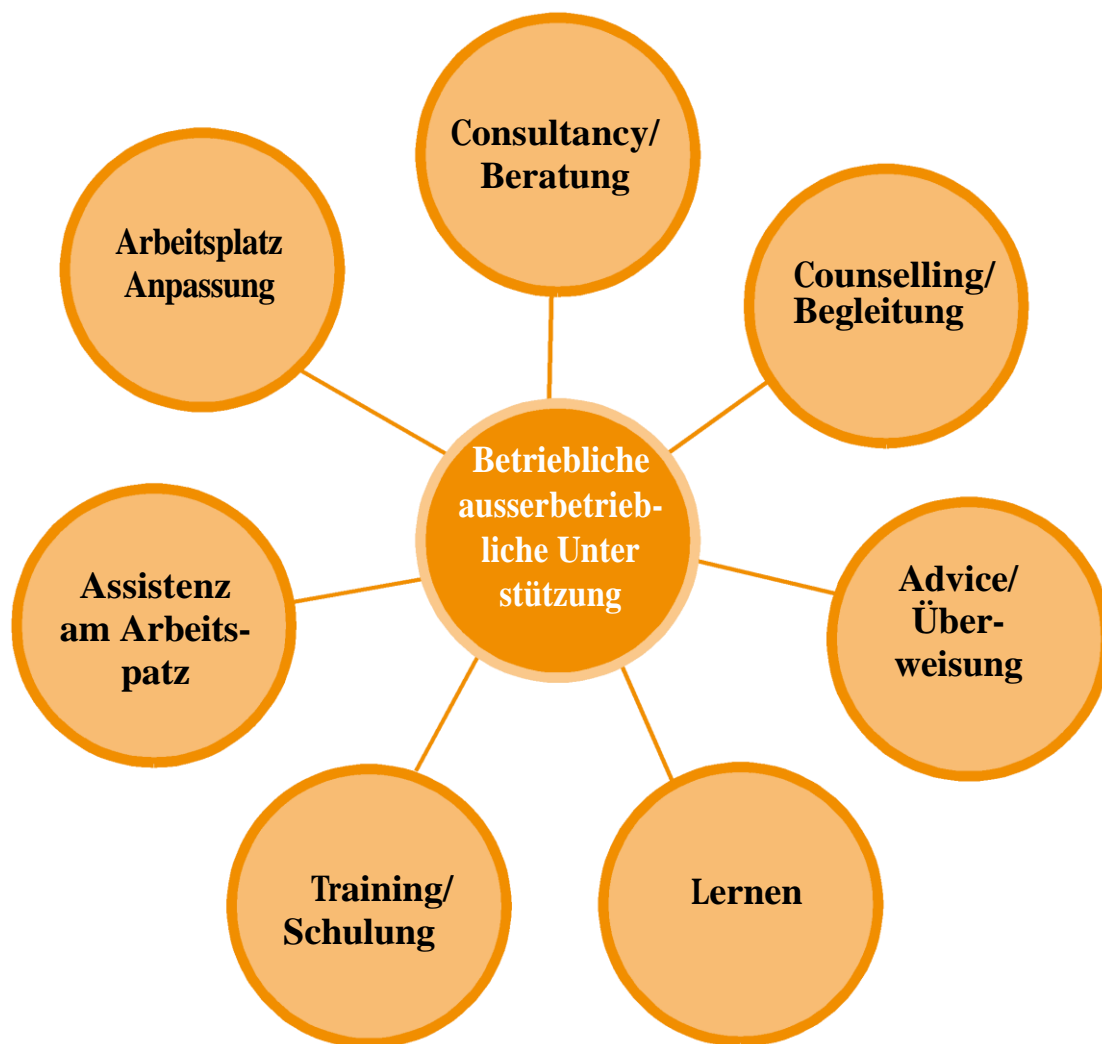 Consultancy/
Beratung
Counselling/
Begleitung
Advice/
Über-
weisung
Lernen
Training/
Schulung
Assistenz
am Arbeits-
patz
Arbeitsplatz
Anpassung
Betriebliche
ausserbetrieb-
liche Unter
stützung